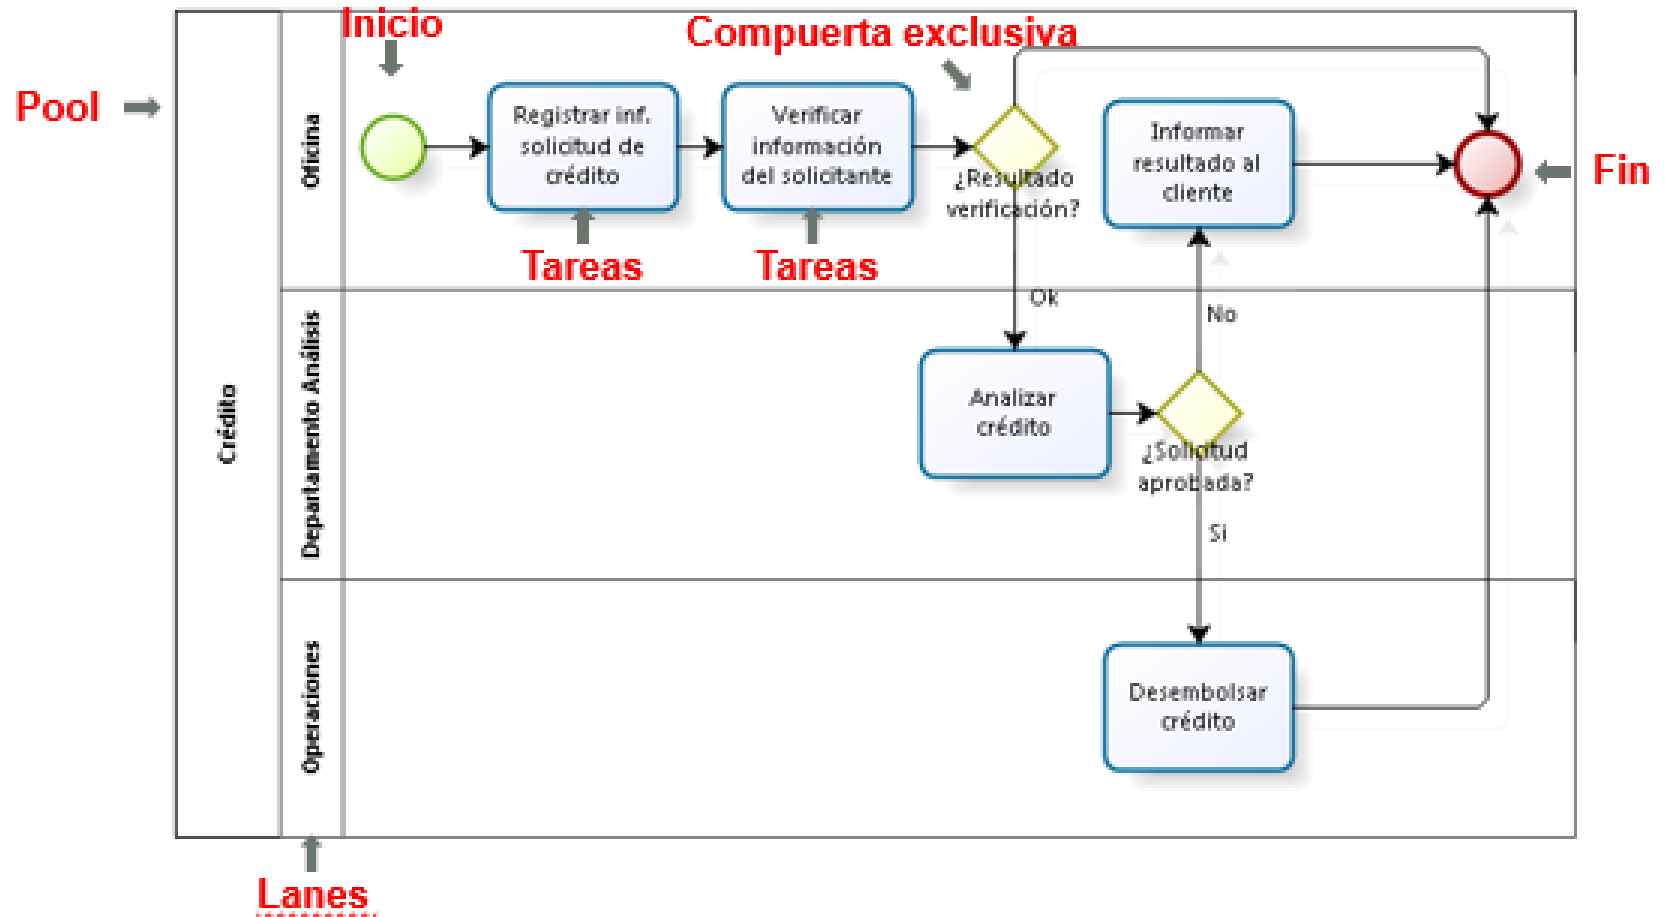 Inicio
Compuerta exclusiva
Pool
Registrar inf.
solicitud de
crédito
Verificar
información
del solicitante
¿Resultado
verificación?
Informar
resultado al
cliente
Fin
Oficina
Tareas
Tareas
Ok
No
Departamento Análisis
Crédito
Analizar
crédito
¿Solicitud
aprobada?
Si
Operaciones
Desembolsar
crédito
Lanes